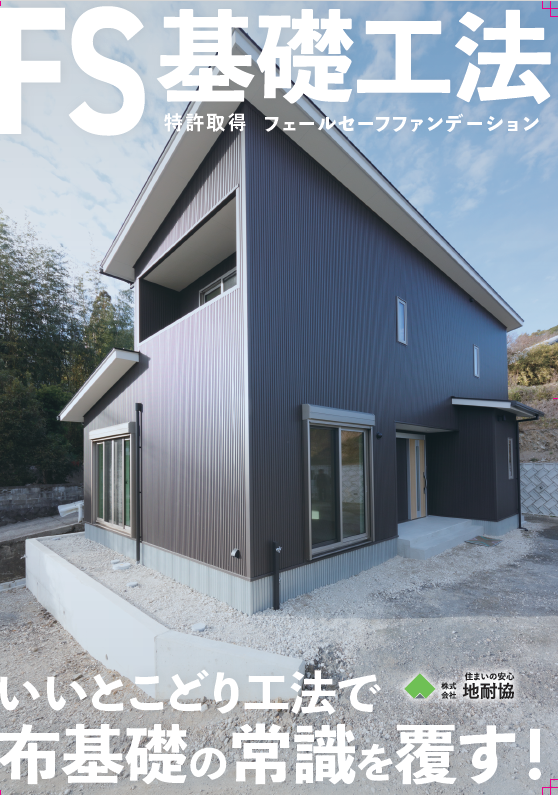 FS基礎工法
特許取得 フェールセーフファンデーション
いいとこどり工法で
住まいの安心
株式会社 地耐協
布基礎の常識を覆す!